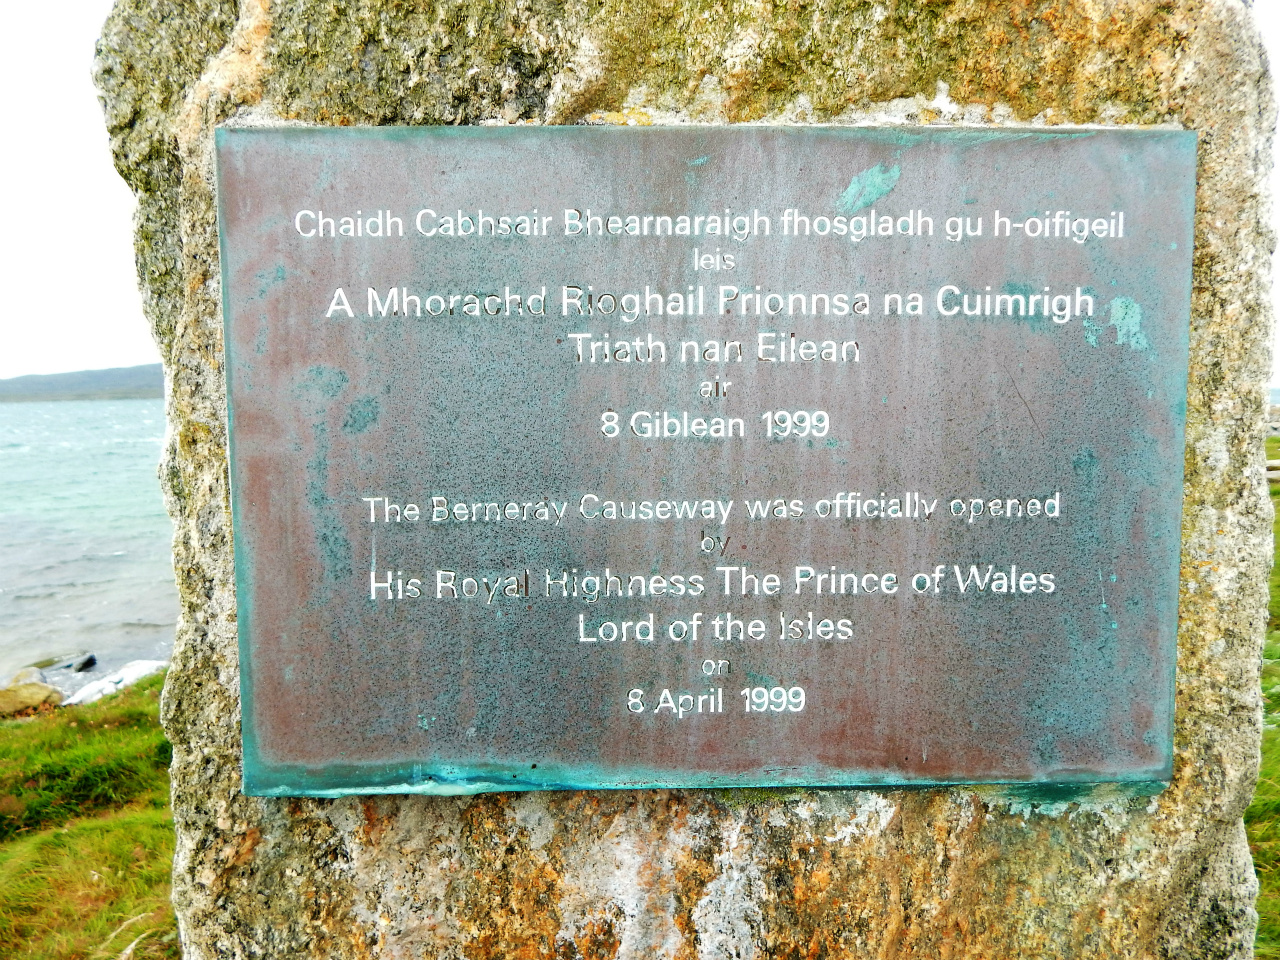 Chaidh Cabhsair Bhearnaraigh fhosgladh gu h-oifigeil
leis
A Mhorachd Rioghail Prionnsa na Cuimrigh
Triath nan Eilean
air
8 Giblean 1999
The Berneray Causeway was officially opened
by
His Royal Highness The Prince of Wales
Lord of the Isles
on
8 April 1999